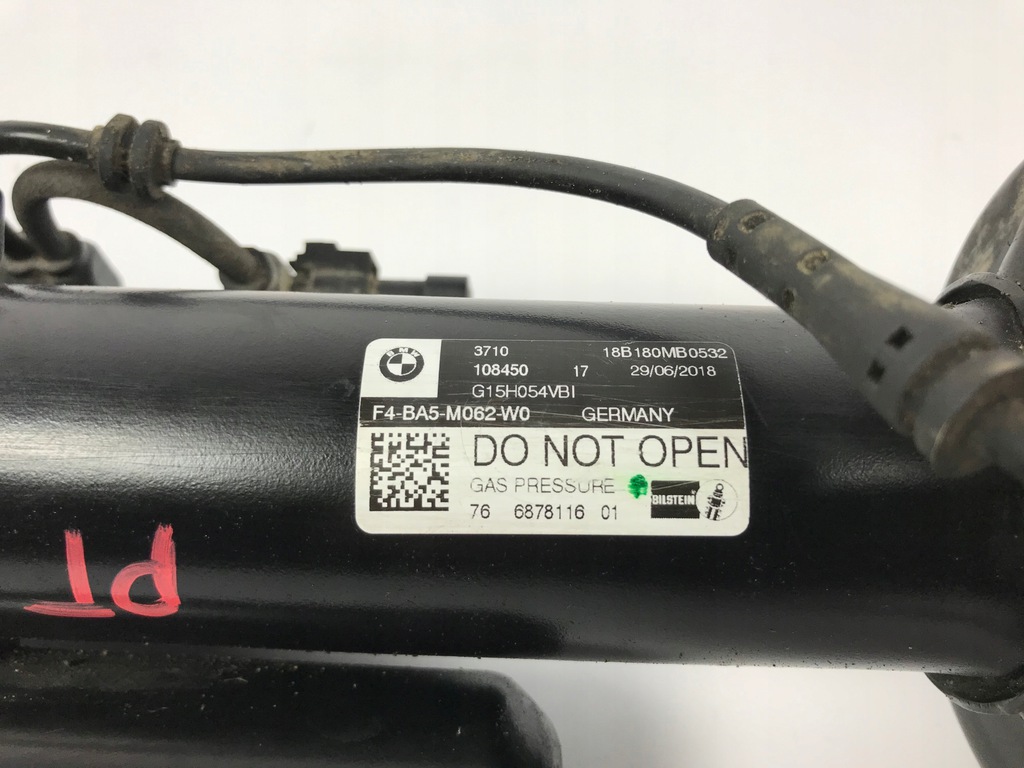 BMW
3710 18B180MB0532
108450 17 29/06/2018
G15H054VBI
F4-BA5-M062-W0 GERMANY
DO NOT OPEN
GAS PRESSURE
BILSTEIN
76 6878116 01